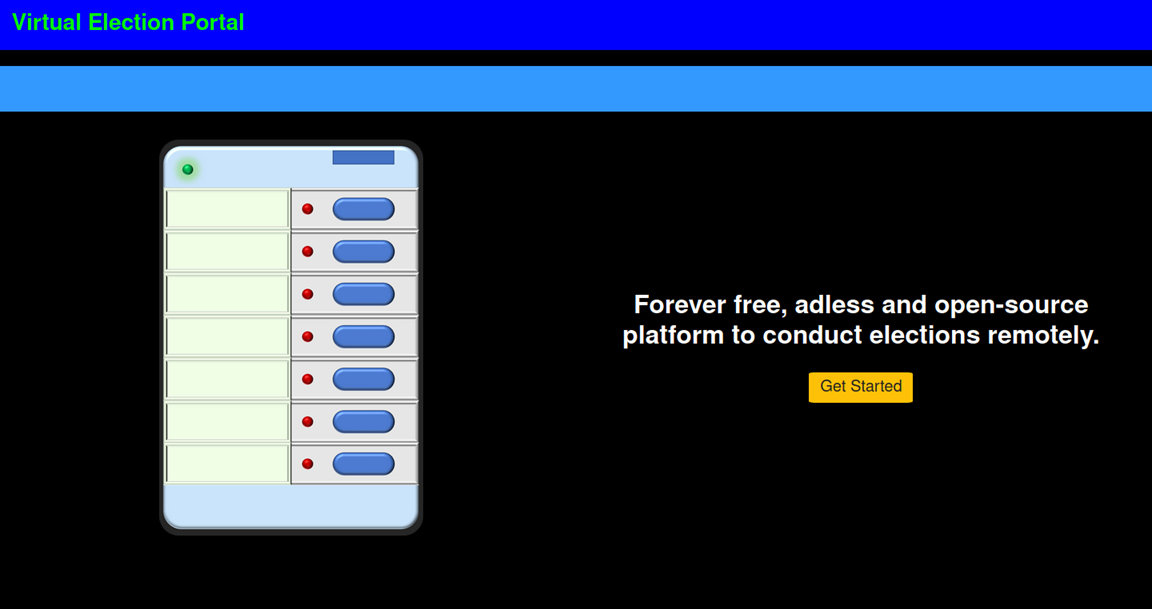 Virtual Election Portal
Forever free, adless and open-source
platform to conduct elections remotely.
Get Started